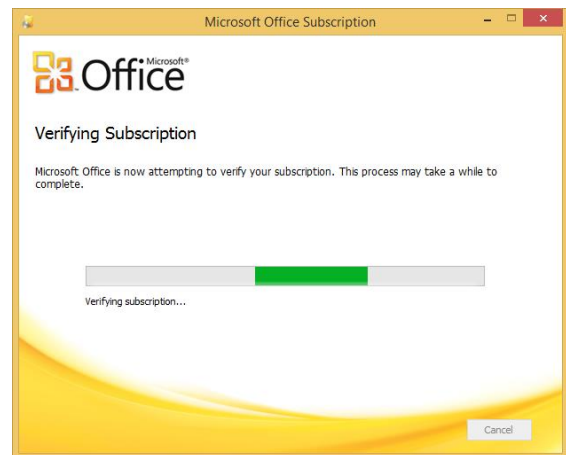 Microsoft Office Subscription
Microsoft®
Office
Verifying Subscription
Microsoft Office is now attempting to verify your subscription. This process may take a while to
complete.
Verifying subscription...
Cancel